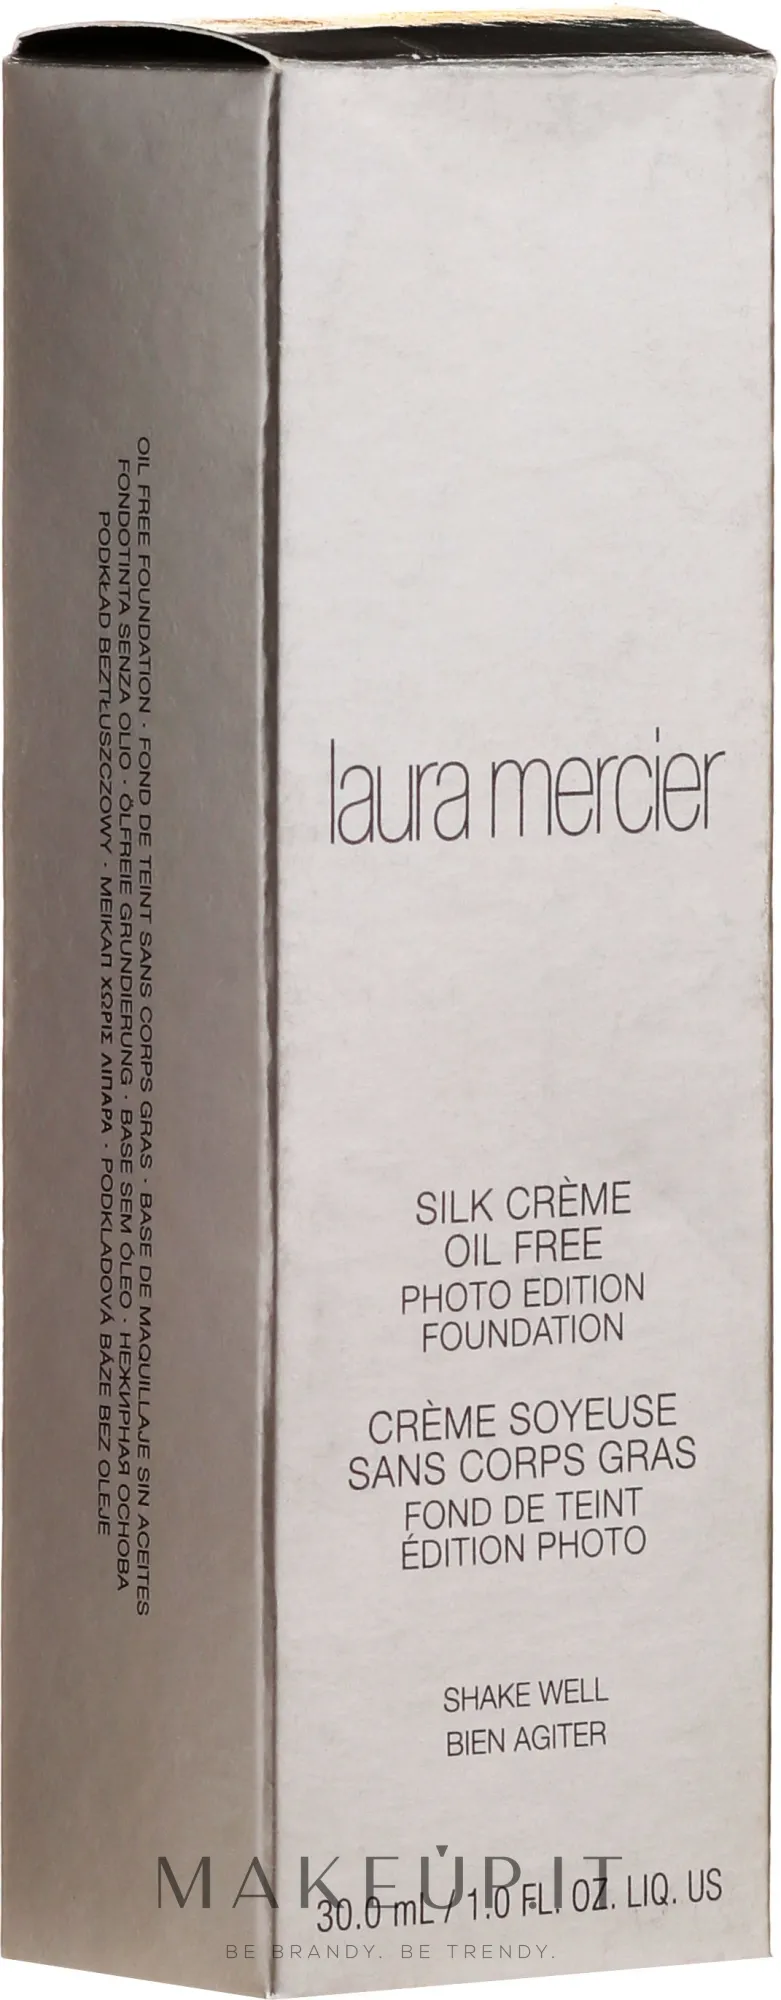 OIL FREE FOUNDATION · FOND DE TEINT SANS CORPS GRAS · BASE DE MAQUILLAJE SIN ACEITES
FONDOTINTA SENZA OLIO · ÖLFREIE GRUNDIERUNG · BASE SEM ÓLEO · НЕЖИРНАЯ ОСНОВА
PODKŁAD BEZTŁUSZCZOWY · ΜΕΙΚΑΠ ΧΩΡΙΣ ΛΙΠΑΡΑ · PODKLADOVÁ BÁZE BEZ OLEJE
laura mercier
SILK CRÈME
OIL FREE
PHOTO EDITION
FOUNDATION
CRÈME SOYEUSE
SANS CORPS GRAS
FOND DE TEINT
ÉDITION PHOTO
SHAKE WELL
BIEN AGITER
MAKEUP.IT
30.0 mL / 1.0 FL. OZ. LIQ. US
BE BRANDY. BE TRENDY.